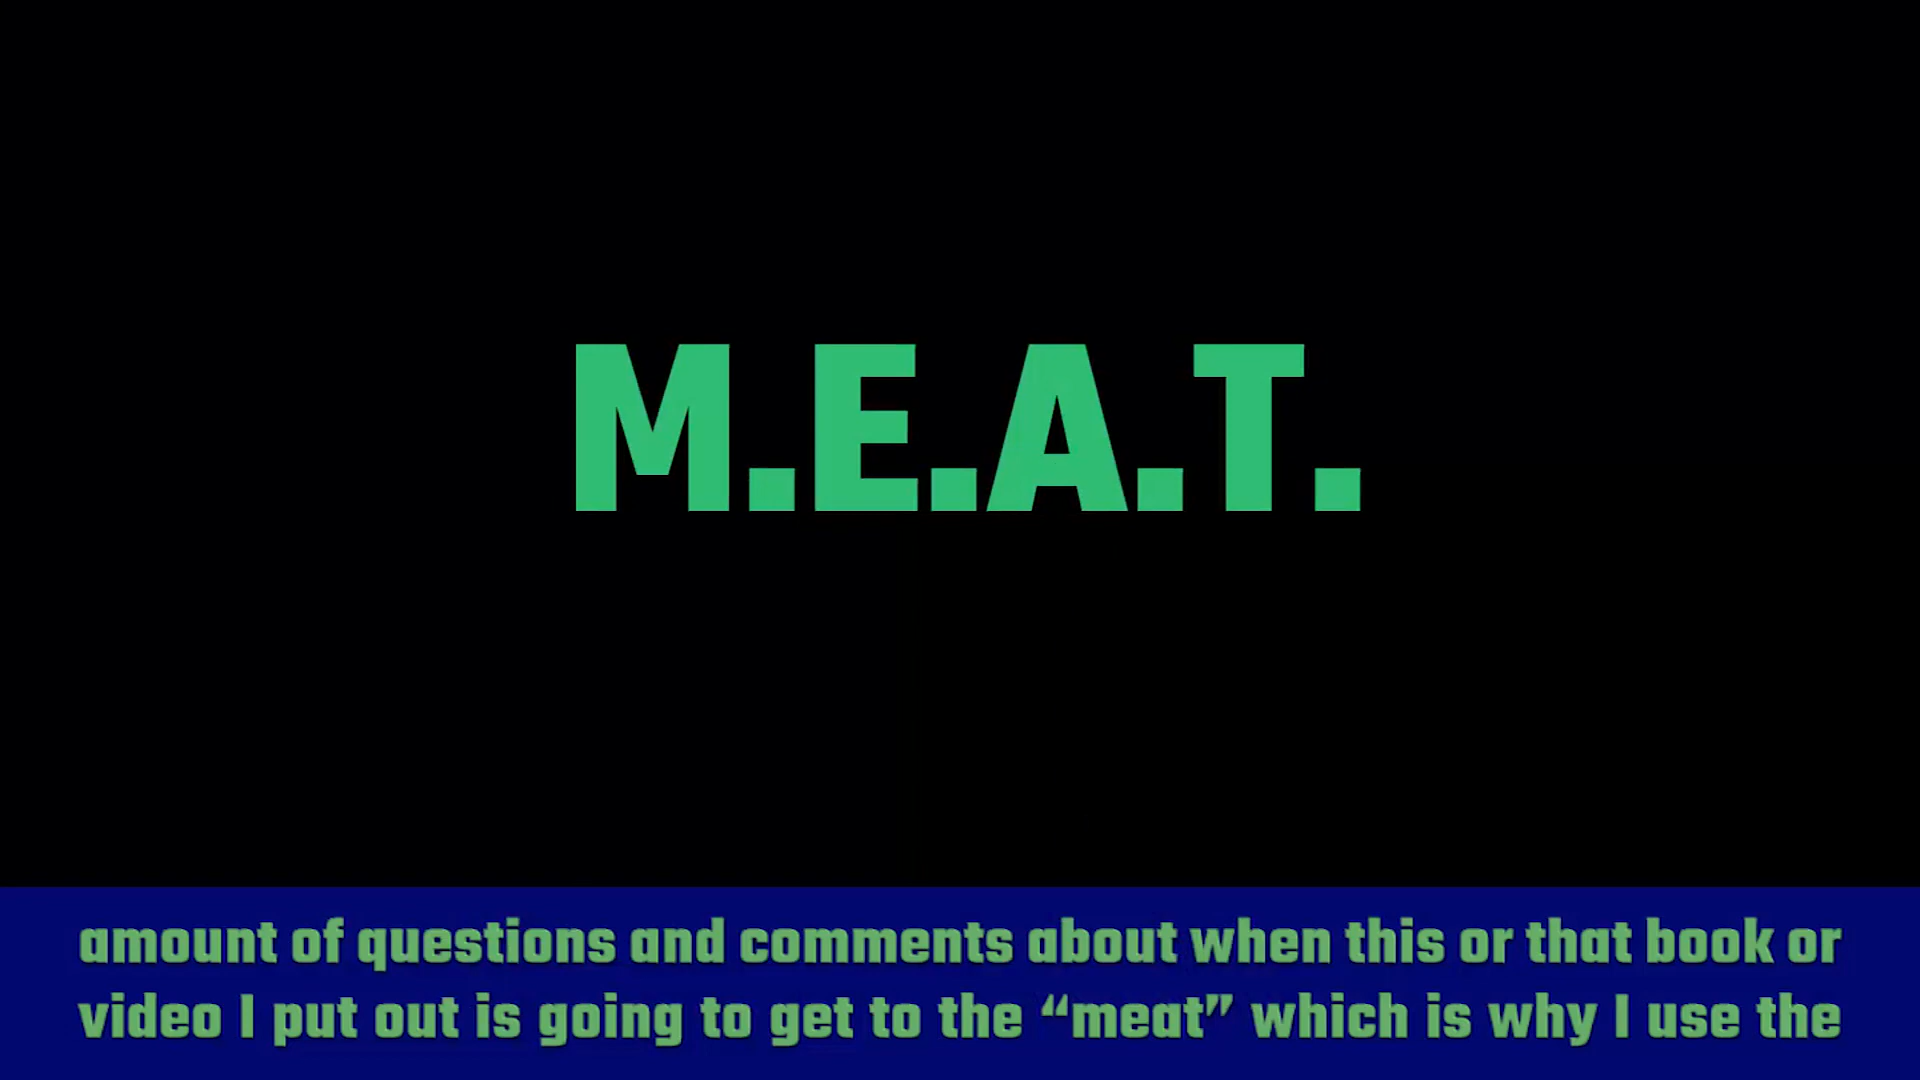 M.E.A.T.
amount of questions and comments about when this or that book or
video I put out is going to get to the “meat” which is why I use the